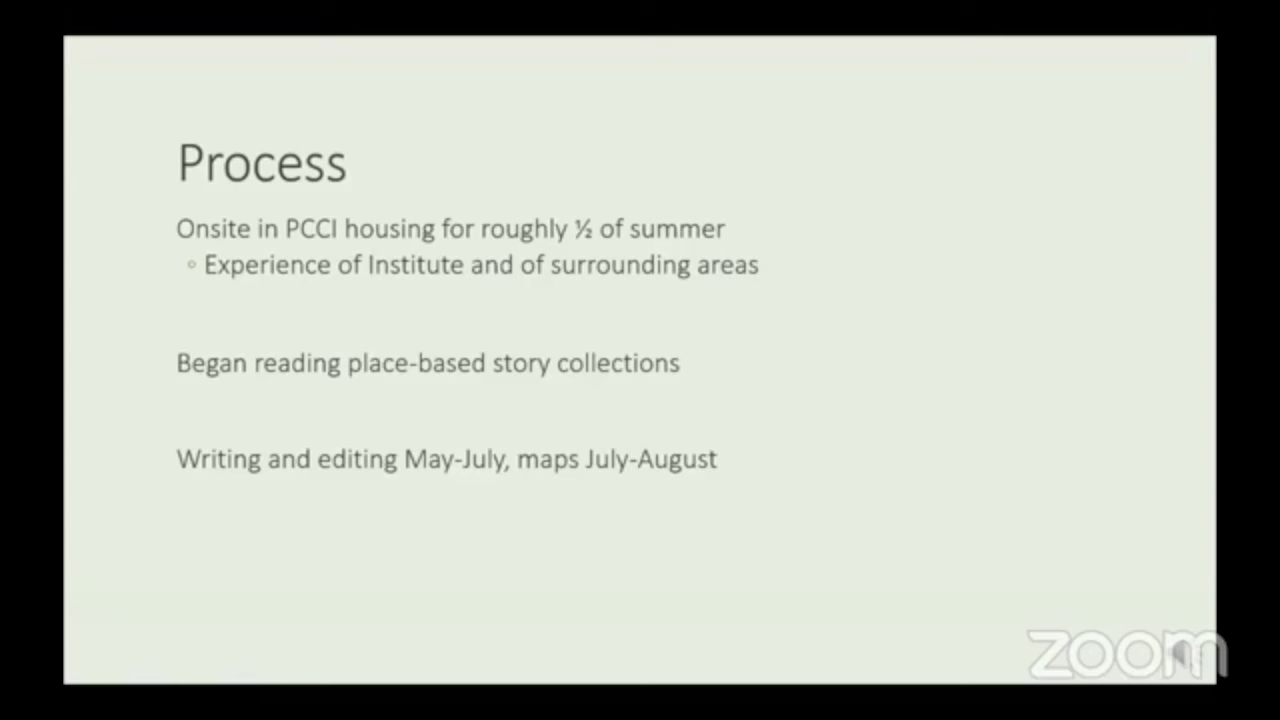 Process
Onsite in PCCI housing for roughly ½ of summer
◦ Experience of Institute and of surrounding areas
Began reading place-based story collections
Writing and editing May-July, maps July-August
zoom